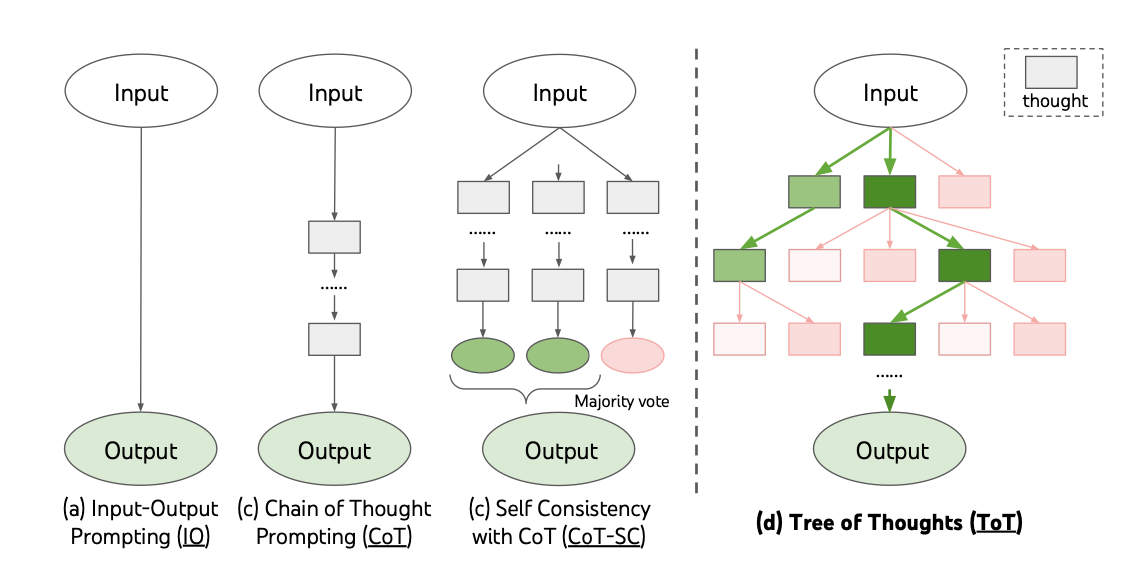 Input
Input
Input
Input
thought
......
......
......
......
......
Majority vote
Output
Output
Output
Output
(a) Input-Output
Prompting (IO)
(c) Chain of Thought
Prompting (CoT)
(c) Self Consistency
with CoT (CoT-SC)
(d) Tree of Thoughts (ToT)